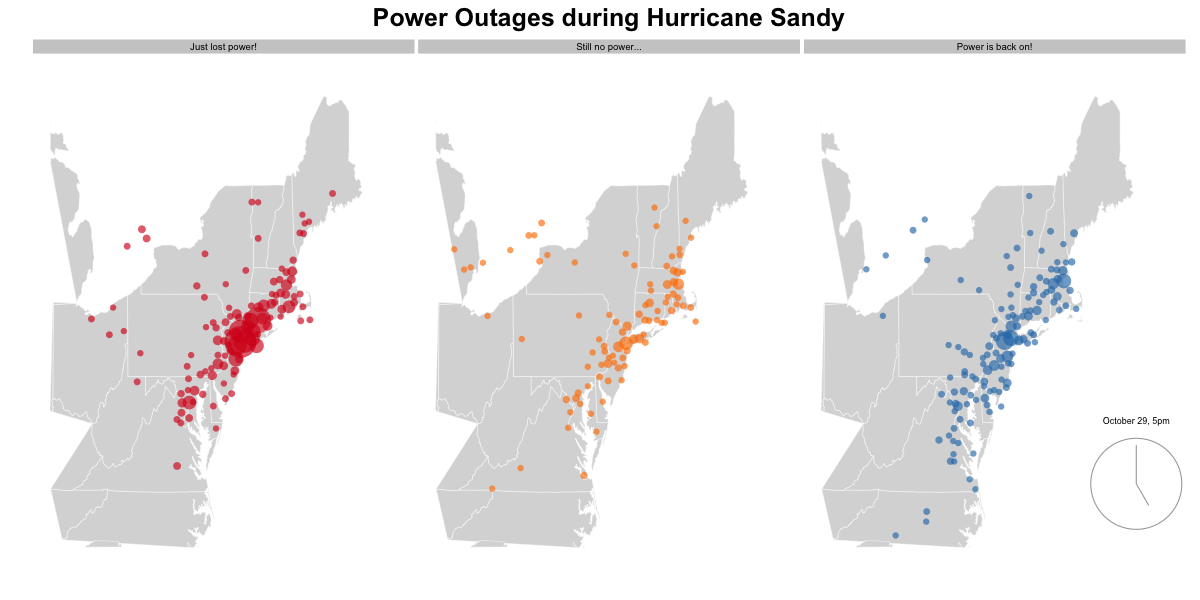 Power Outages during Hurricane Sandy
Just lost power!
Still no power...
Power is back on!
October 29, 5pm